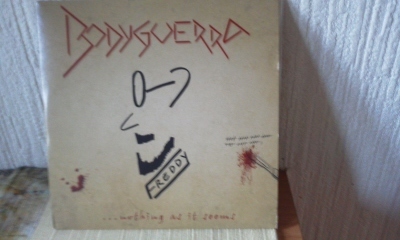 BODYGUERRA
FREDDY
...nothing as it seems